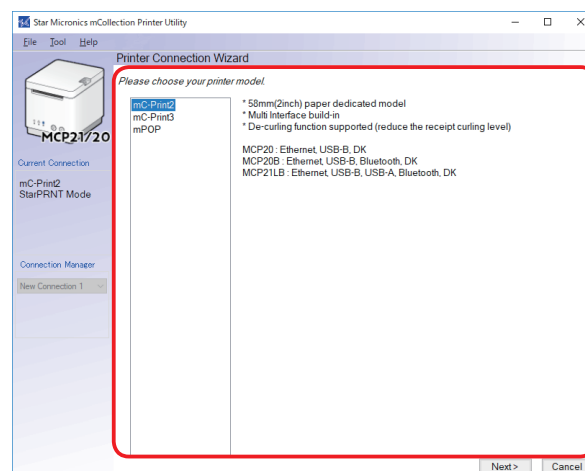 Star Micronics mCollection Printer Utility
File Tool Help
Printer Connection Wizard
Please choose your printer model.
mC-Print2
mC-Print3
mPOP
* 58mm(2inch) paper dedicated model
* Multi Interface build-in
* De-curling function supported (reduce the receipt curling level)
MCP20 : Ethernet, USB-B, DK
MCP20B : Ethernet, USB-B, Bluetooth, DK
MCP21LB : Ethernet, USB-B, USB-A, Bluetooth, DK
MCP21/20
Current Connection
mC-Print2
StarPRNT Mode
Connection Manager
New Connection 1
Next > Cancel